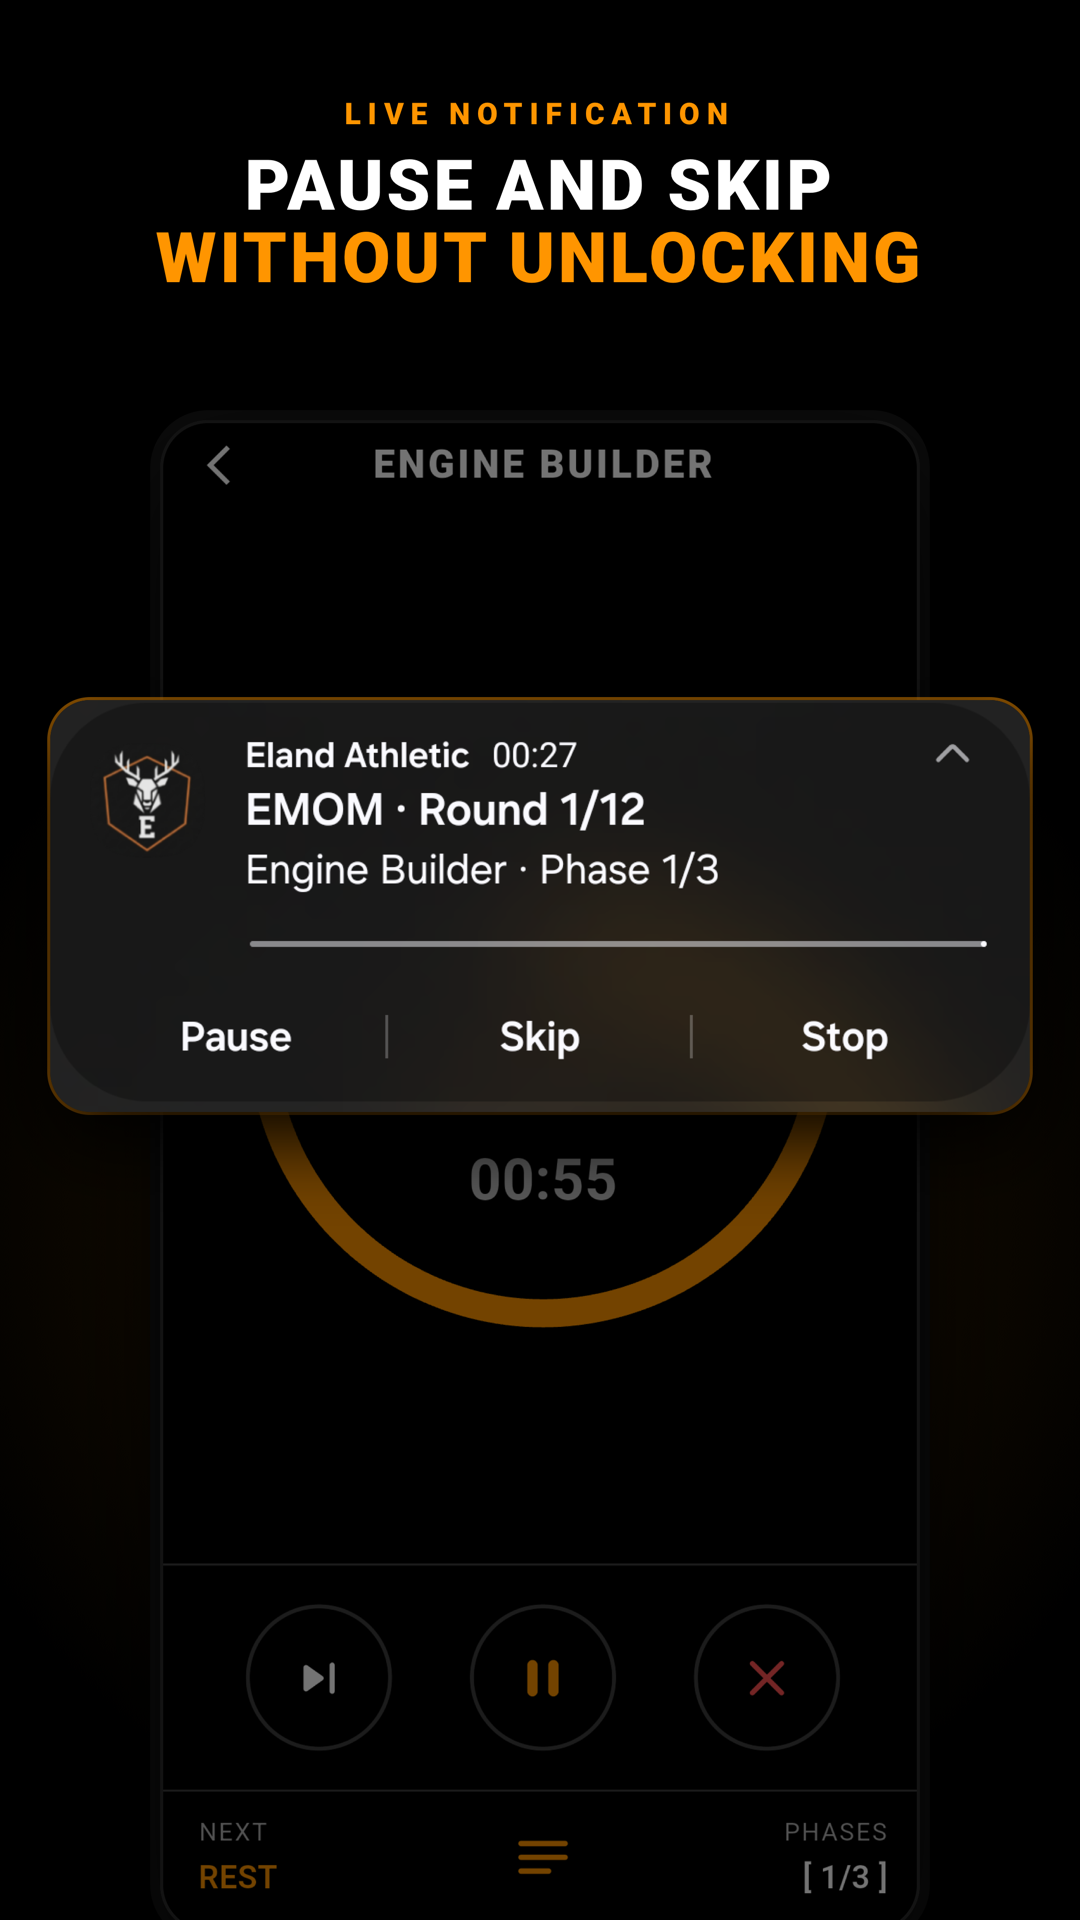 LIVE NOTIFICATION
PAUSE AND SKIP
WITHOUT UNLOCKING
ENGINE BUILDER
Eland Athletic 00:27
EMOM · Round 1/12
E
Engine Builder · Phase 1/3
Pause | Skip | Stop
00:55
NEXT
REST
PHASES
[ 1/3 ]